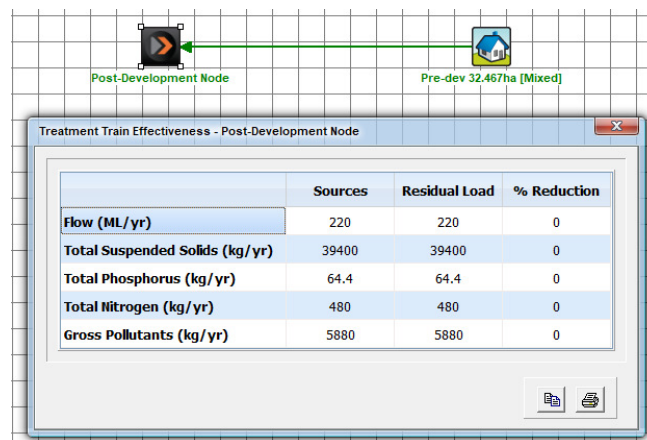 Post-Development Node
Pre-dev 32.467ha [Mixed]
Treatment Train Effectiveness - Post-Development Node
Sources Residual Load % Reduction
Flow (ML/yr) 220 220 0
Total Suspended Solids (kg/yr) 39400 39400 0
Total Phosphorus (kg/yr) 64.4 64.4 0
Total Nitrogen (kg/yr) 480 480 0
Gross Pollutants (kg/yr) 5880 5880 0